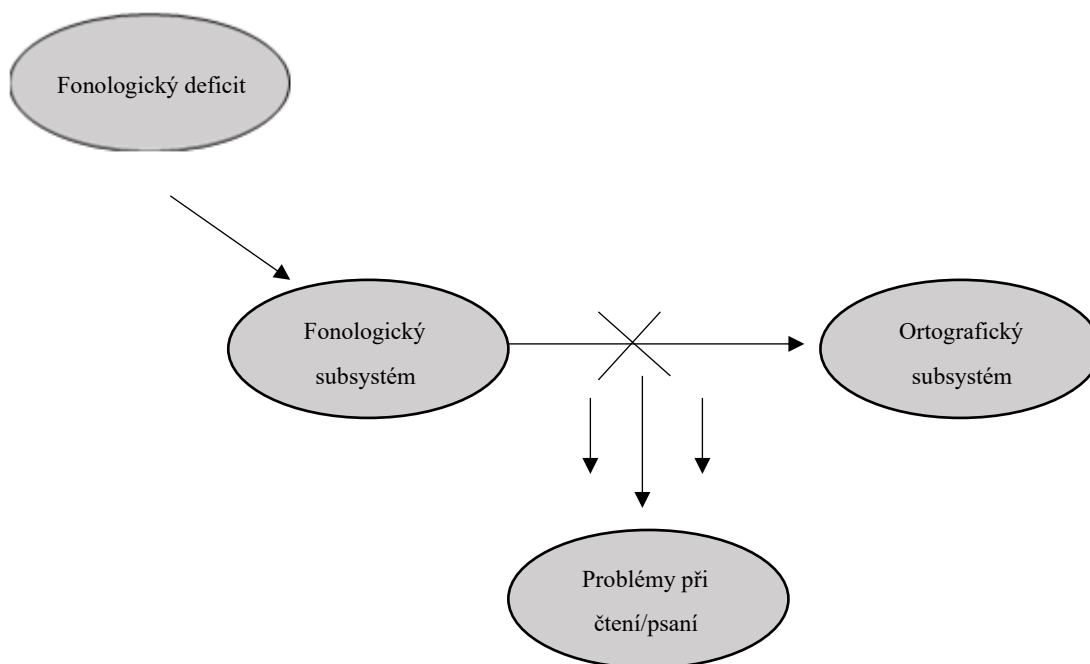 Fonologický deficit
Fonologický
subsystém
Ortografický
subsystém
Problémy při
čtení/psaní